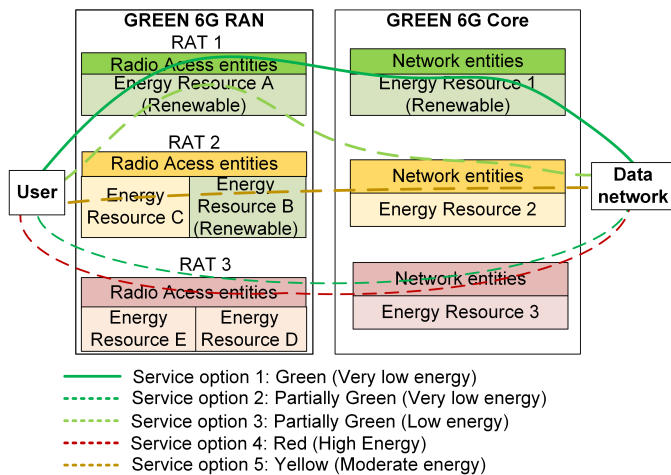 GREEN 6G RAN
GREEN 6G Core
RAT 1
Radio Acess entities
Energy Resource A
(Renewable)
Network entities
Energy Resource 1
(Renewable)
RAT 2
Radio Acess entities
Energy
Resource C
Energy
Resource B
(Renewable)
Network entities
Energy Resource 2
User
Data
network
RAT 3
Radio Acess entities
Energy
Resource E
Energy
Resource D
Network entities
Energy Resource 3
Service option 1: Green (Very low energy)
Service option 2: Partially Green (Very low energy)
Service option 3: Partially Green (Low energy)
Service option 4: Red (High Energy)
Service option 5: Yellow (Moderate energy)